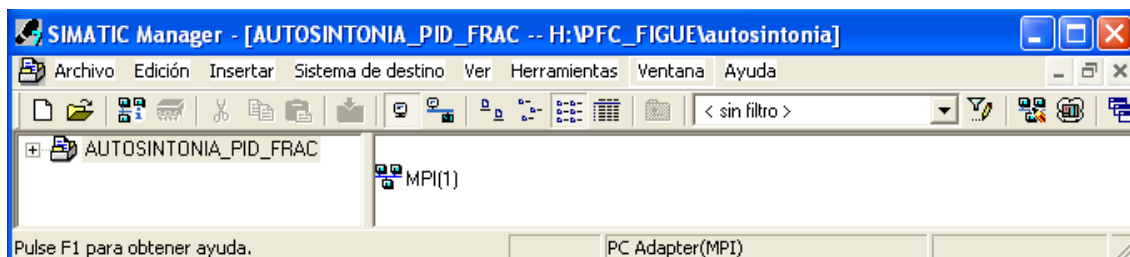 SIMATIC Manager - [AUTOSINTONIA_PID_FRAC -- H:\PFC_FIGUE\autosintonia]
Archivo Edición Insertar Sistema de destino Ver Herramientas Ventana Ayuda
< sin filtro >
AUTOSINTONIA_PID_FRAC
MPI(1)
Pulse F1 para obtener ayuda. PC Adapter(MPI)